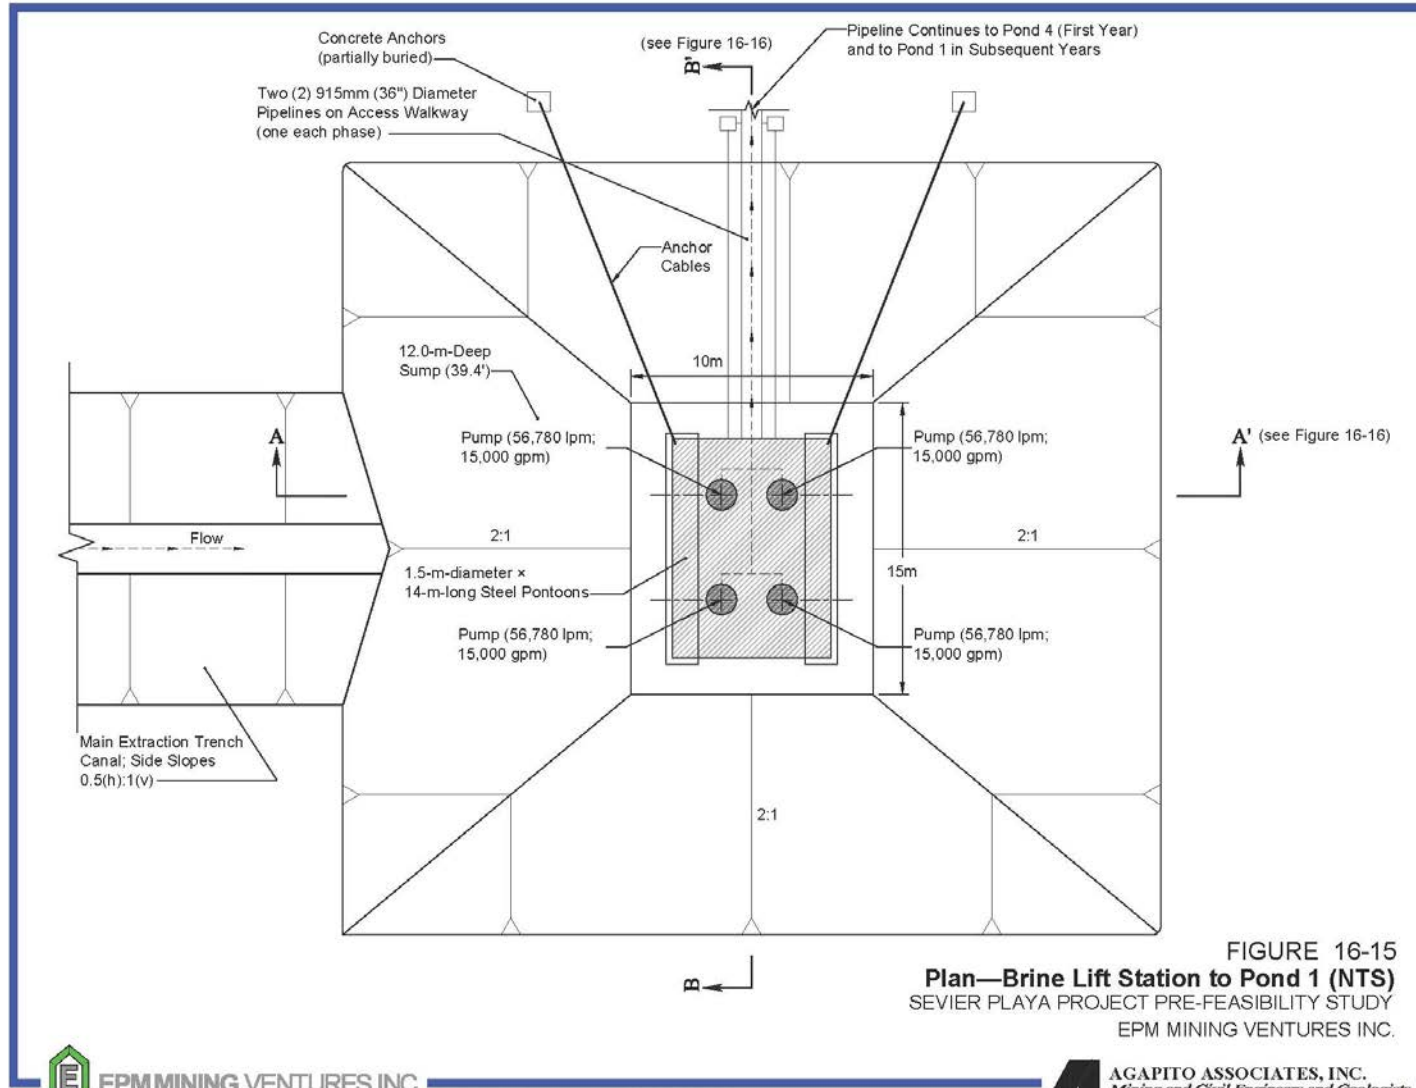 Concrete Anchors
(partially buried)
(see Figure 16-16)
B'
Pipeline Continues to Pond 4 (First Year)
and to Pond 1 in Subsequent Years
Two (2) 915mm (36") Diameter
Pipelines on Access Walkway
(one each phase)
Anchor
Cables
12.0-m-Deep
Sump (39.4')
10m
Pump (56,780 lpm;
15,000 gpm)
Pump (56,780 lpm;
15,000 gpm)
A
A' (see Figure 16-16)
Flow
2:1
2:1
1.5-m-diameter ×
14-m-long Steel Pontoons
15m
Pump (56,780 lpm;
15,000 gpm)
Pump (56,780 lpm;
15,000 gpm)
Main Extraction Trench
Canal; Side Slopes
0.5(h):1(v)
2:1
B
FIGURE 16-15
Plan—Brine Lift Station to Pond 1 (NTS)
SEVIER PLAYA PROJECT PRE-FEASIBILITY STUDY
EPM MINING VENTURES INC.
E
EPM MINING VENTURES INC.
AGAPITO ASSOCIATES, INC.
Mining and Civil Engineers and Geologists